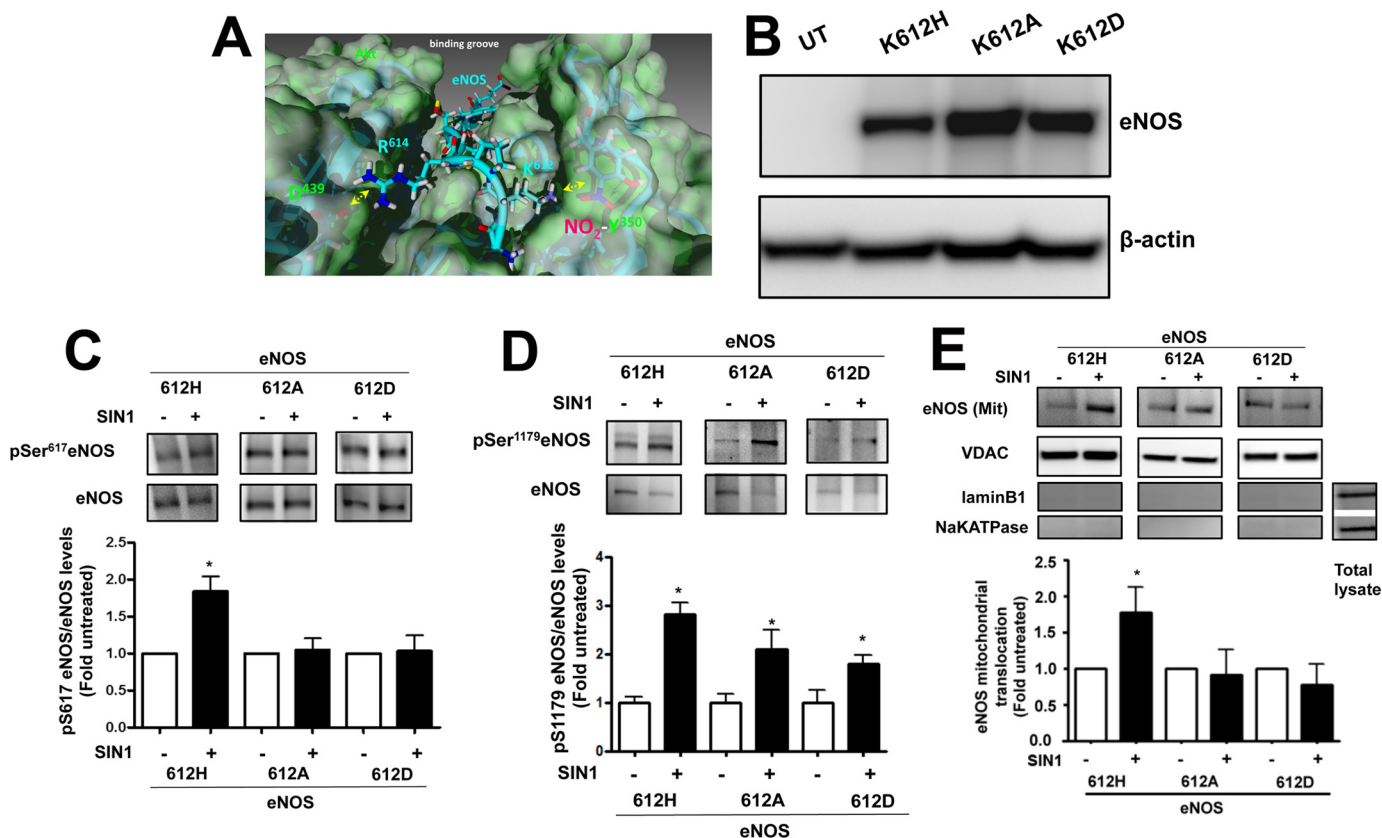 A
binding groove
Akt
eNOS
R614
K612
D439
NO2-Y350
B
UT
K612H
K612A
K612D
eNOS
β-actin
C
eNOS
612H 612A 612D
SIN1 - + - + - +
pSer617eNOS
eNOS
pS617 eNOS/eNOS levels
(Fold untreated)
2.5
2.0
1.5
1.0
0.5
0.0
*
SIN1 - + - + - +
612H 612A 612D
eNOS
D
eNOS
612H 612A 612D
SIN1 - + - + - +
pSer1179eNOS
eNOS
pS1179 eNOS/eNOS levels
(Fold untreated)
4
3
2
1
0
* * *
SIN1 - + - + - +
612H 612A 612D
eNOS
E
eNOS
612H 612A 612D
SIN1 - + - + - +
eNOS (Mit)
VDAC
laminB1
NaKATPase
Total
lysate
eNOS mitochondrial
translocation
(Fold untreated)
2.5
2.0
1.5
1.0
0.5
0.0
*
SIN1 - + - + - +
612H 612A 612D
eNOS